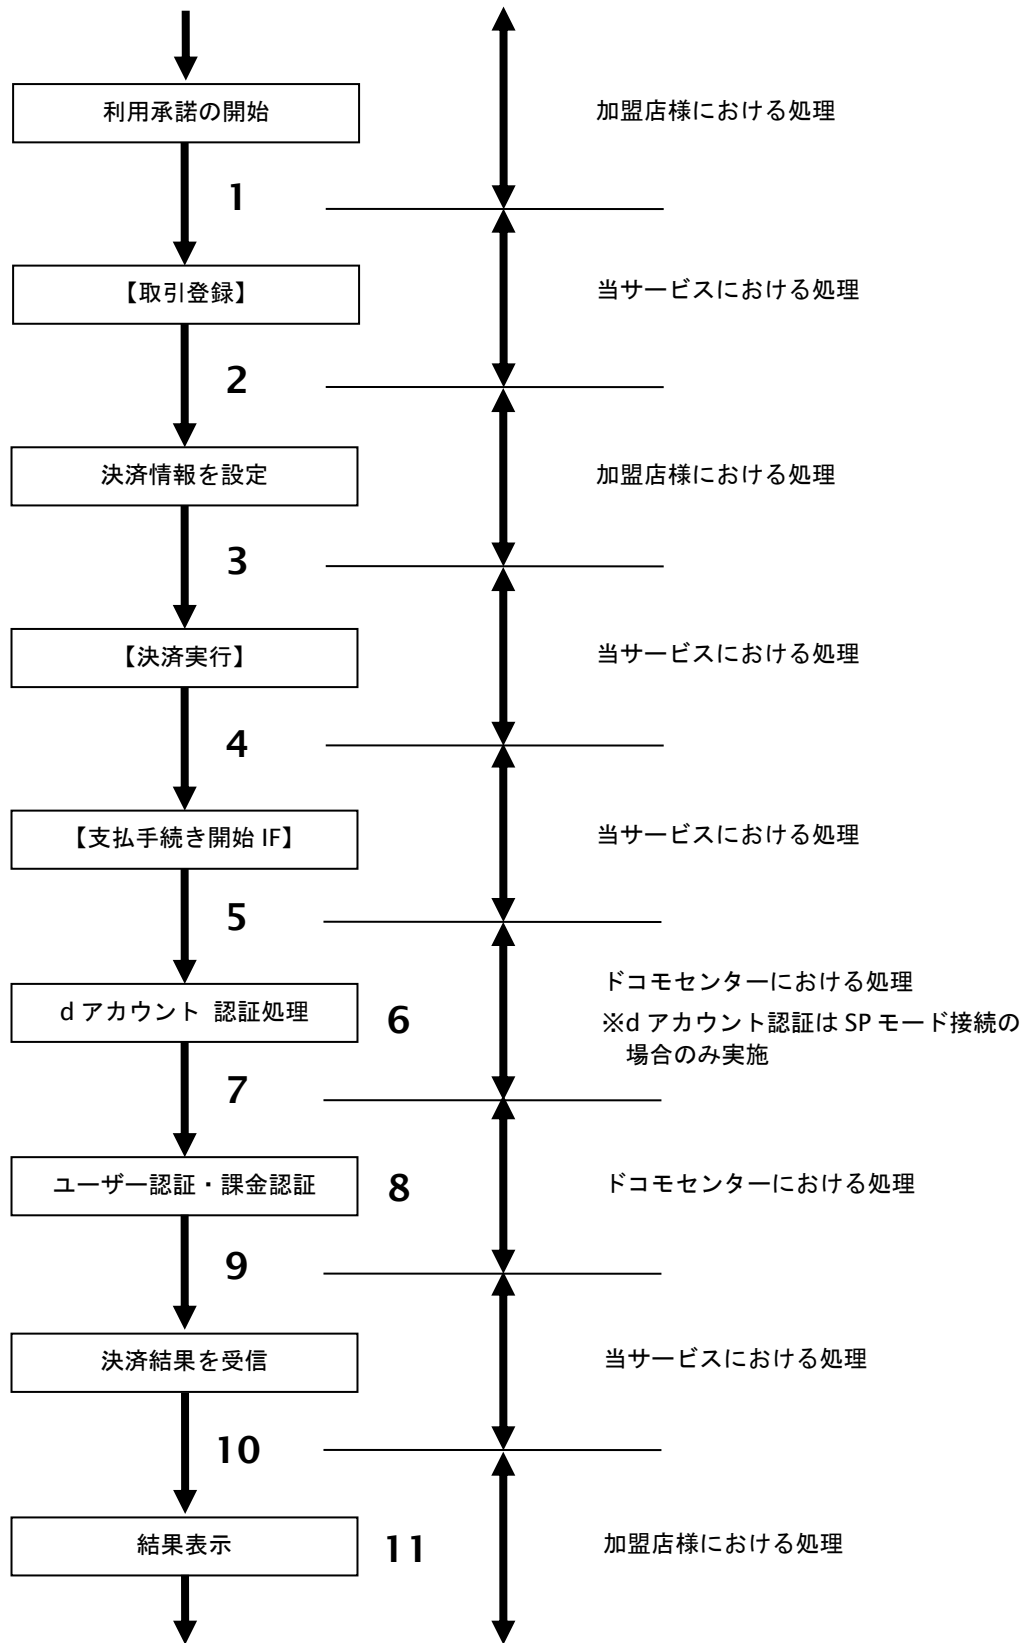 利用承諾の開始
加盟店様における処理
1
【取引登録】
当サービスにおける処理
2
決済情報を設定
加盟店様における処理
3
【決済実行】
当サービスにおける処理
4
【支払手続き開始 IF】
当サービスにおける処理
5
d アカウント 認証処理
6
ドコモセンターにおける処理
※d アカウント認証は SP モード接続の
場合のみ実施
7
ユーザー認証・課金認証
8
ドコモセンターにおける処理
9
決済結果を受信
当サービスにおける処理
10
結果表示
11
加盟店様における処理